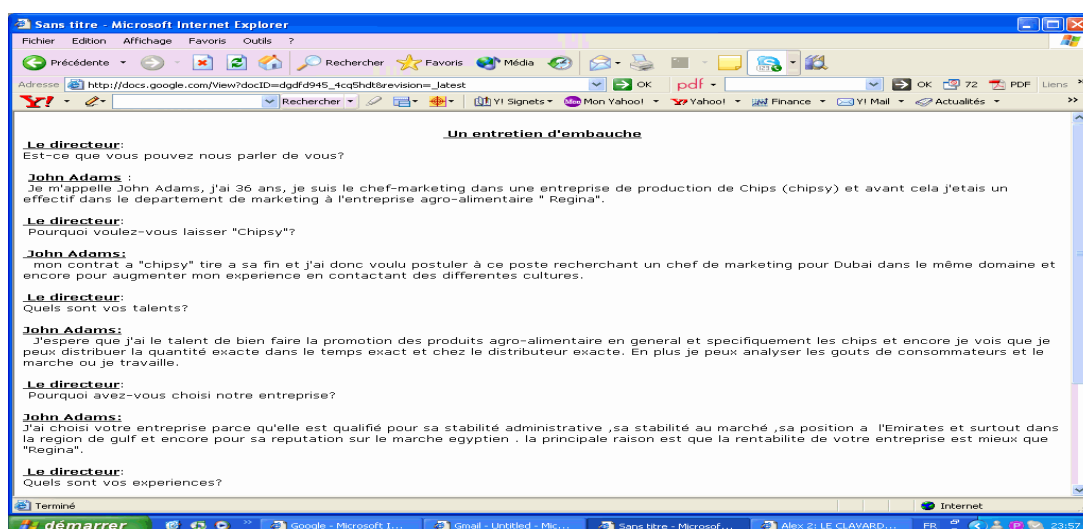 Sans titre - Microsoft Internet Explorer
Fichier Edition Affichage Favoris Outils ?
Précédente Rechercher Favoris Média
Adresse http://docs.google.com/View?docID=dgdfd945_4cq5hdt&revision=_latest OK pdf OK 72 PDF Liens »
Y! Rechercher Y! Signets Mon Yahoo! Yahoo! Finance Y! Mail Actualités »
Un entretien d'embauche
Le directeur:
Est-ce que vous pouvez nous parler de vous?
John Adams :
Je m'appelle John Adams, j'ai 36 ans, je suis le chef-marketing dans une entreprise de production de Chips (chipsy) et avant cela j'etais un
effectif dans le departement de marketing à l'entreprise agro-alimentaire " Regina".
Le directeur:
Pourquoi voulez-vous laisser "Chipsy"?
John Adams:
mon contrat a "chipsy" tire a sa fin et j'ai donc voulu postuler à ce poste recherchant un chef de marketing pour Dubai dans le même domaine et
encore pour augmenter mon experience en contactant des differentes cultures.
Le directeur:
Quels sont vos talents?
John Adams:
J'espere que j'ai le talent de bien faire la promotion des produits agro-alimentaire en general et specifiquement les chips et encore je vois que je
peux distribuer la quantité exacte dans le temps exact et chez le distributeur exacte. En plus je peux analyser les gouts de consommateurs et le
marche ou je travaille.
Le directeur:
Pourquoi avez-vous choisi notre entreprise?
John Adams:
J'ai choisi votre entreprise parce qu'elle est qualifié pour sa stabilité administrative ,sa stabilité au marché ,sa position a l'Emirates et surtout dans
la region de gulf et encore pour sa reputation sur le marche egyptien . la principale raison est que la rentabilite de votre entreprise est mieux que
"Regina".
Le directeur:
Quels sont vos experiences?
Terminé Internet
démarrer » Google - Microsoft I... Gmail - Untitled - Mic... Sans titre - Microsof... Alex 2: LE CLAVARD... FR 23:57